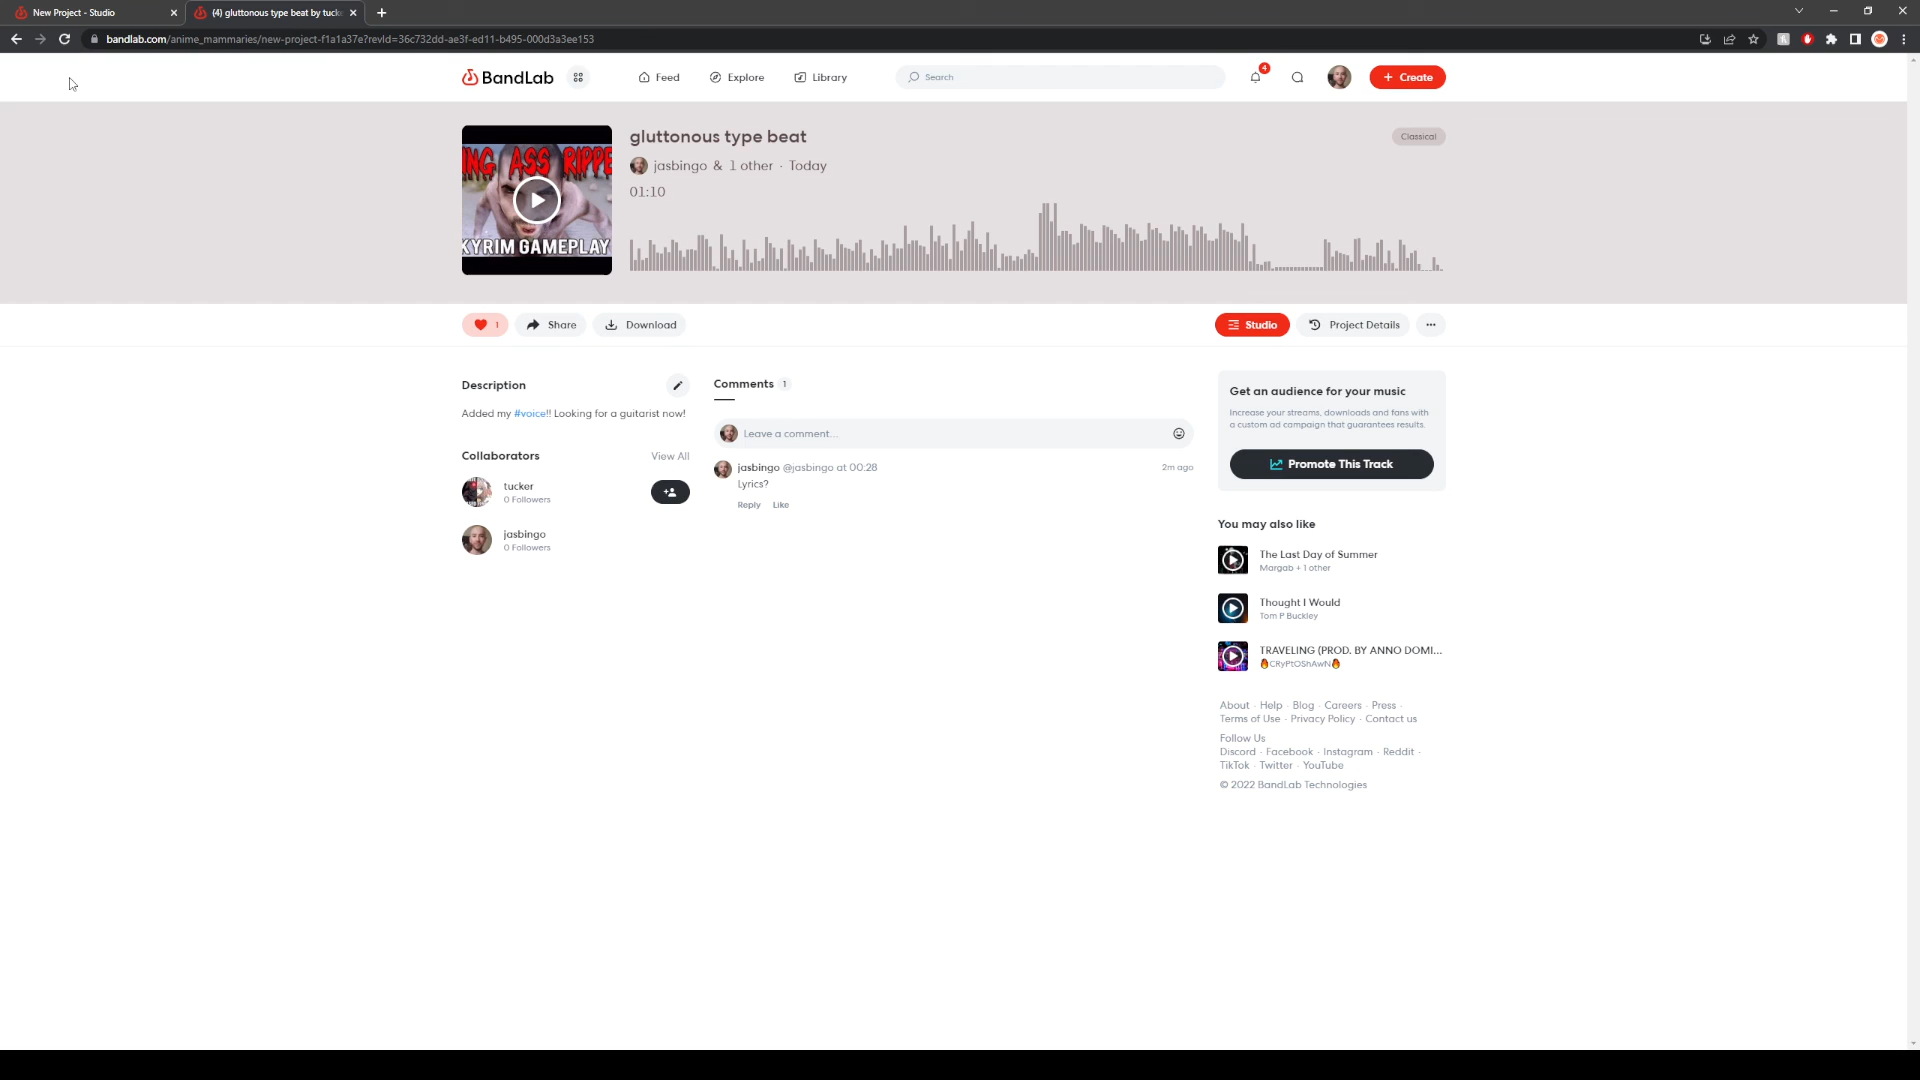 New Project - Studio
(4) gluttonous type beat by tucke
bandlab.com/anime_mammaries/new-project-f1a1a37e?revId=36c732dd-ae3f-ed11-b495-000d3a3ee153
BandLab
Feed
Explore
Library
Search
4
+ Create
ING ASS RIPPE
KYRIM GAMEPLAY
gluttonous type beat
Classical
jasbingo & 1 other · Today
01:10
1
Share
Download
Studio
Project Details
Description
Added my #voice!! Looking for a guitarist now!
Collaborators
View All
tucker
0 Followers
jasbingo
0 Followers
Comments 1
Leave a comment...
jasbingo @jasbingo at 00:28
2m ago
Lyrics?
Reply Like
Get an audience for your music
Increase your streams, downloads and fans with
a custom ad campaign that guarantees results.
Promote This Track
You may also like
The Last Day of Summer
Margab + 1 other
Thought I Would
Tom P Buckley
TRAVELING (PROD. BY ANNO DOMI...
🔥CRyPtOShAwN🔥
About · Help · Blog · Careers · Press ·
Terms of Use · Privacy Policy · Contact us
Follow Us
Discord · Facebook · Instagram · Reddit ·
TikTok · Twitter · YouTube
© 2022 BandLab Technologies